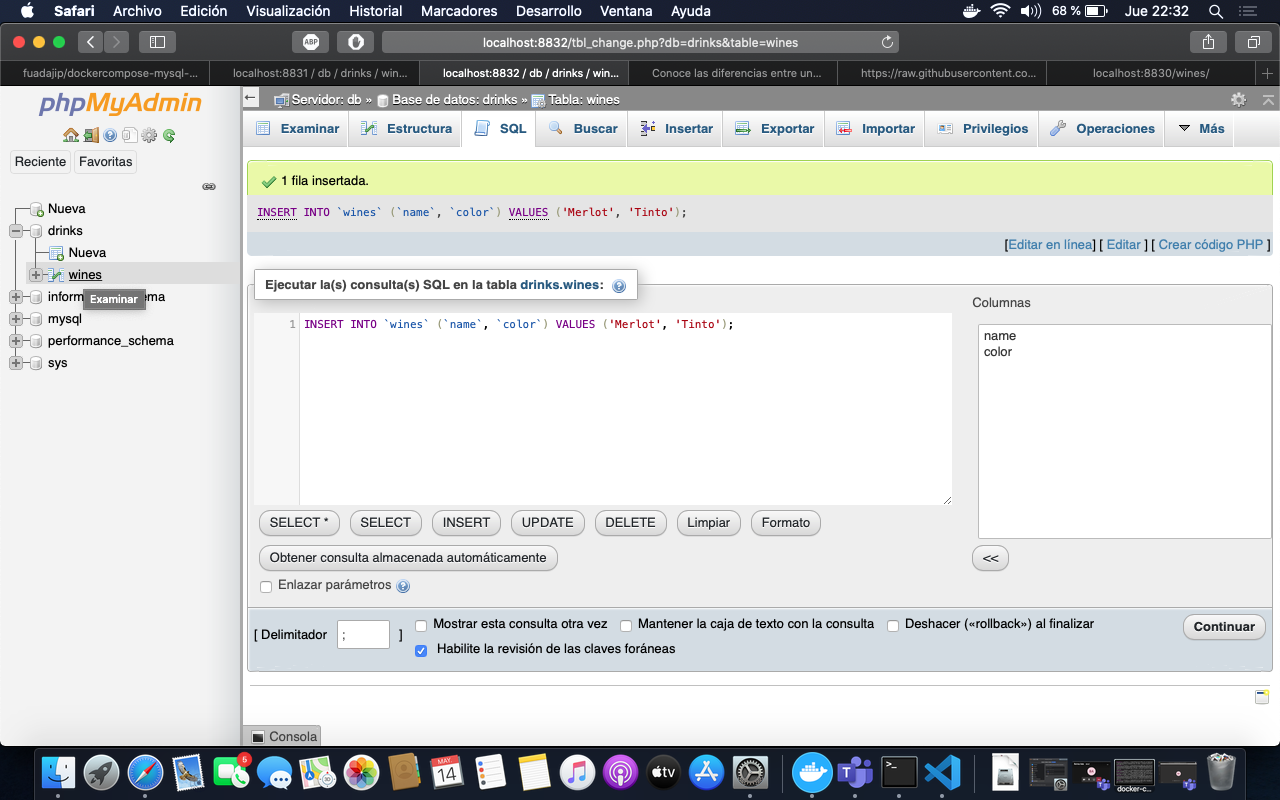 Safari Archivo Edición Visualización Historial Marcadores Desarrollo Ventana Ayuda 68 % Jue 22:32
ABP localhost:8832/tbl_change.php?db=drinks&table=wines
fuadajip/dockercompose-mysql-... localhost:8831 / db / drinks / win... localhost:8832 / db / drinks / win... Conoce las diferencias entre un... https://raw.githubusercontent.co... localhost:8830/wines/
phpMyAdmin
Reciente Favoritas
Nueva
drinks
Nueva
wines
Examinar
mysql
performance_schema
sys
Servidor: db » Base de datos: drinks » Tabla: wines
Examinar Estructura SQL Buscar Insertar Exportar Importar Privilegios Operaciones Más
1 fila insertada.
INSERT INTO `wines` (`name`, `color`) VALUES ('Merlot', 'Tinto');
[Editar en línea] [ Editar ] [ Crear código PHP ]
Ejecutar la(s) consulta(s) SQL en la tabla drinks.wines:
1 INSERT INTO `wines` (`name`, `color`) VALUES ('Merlot', 'Tinto');
Columnas
name
color
SELECT * SELECT INSERT UPDATE DELETE Limpiar Formato
Obtener consulta almacenada automáticamente
<<
Enlazar parámetros
[ Delimitador ; ] Mostrar esta consulta otra vez Mantener la caja de texto con la consulta Deshacer («rollback») al finalizar
Habilite la revisión de las claves foráneas
Continuar
Consola
5
MAY
14
tv
docker-c...